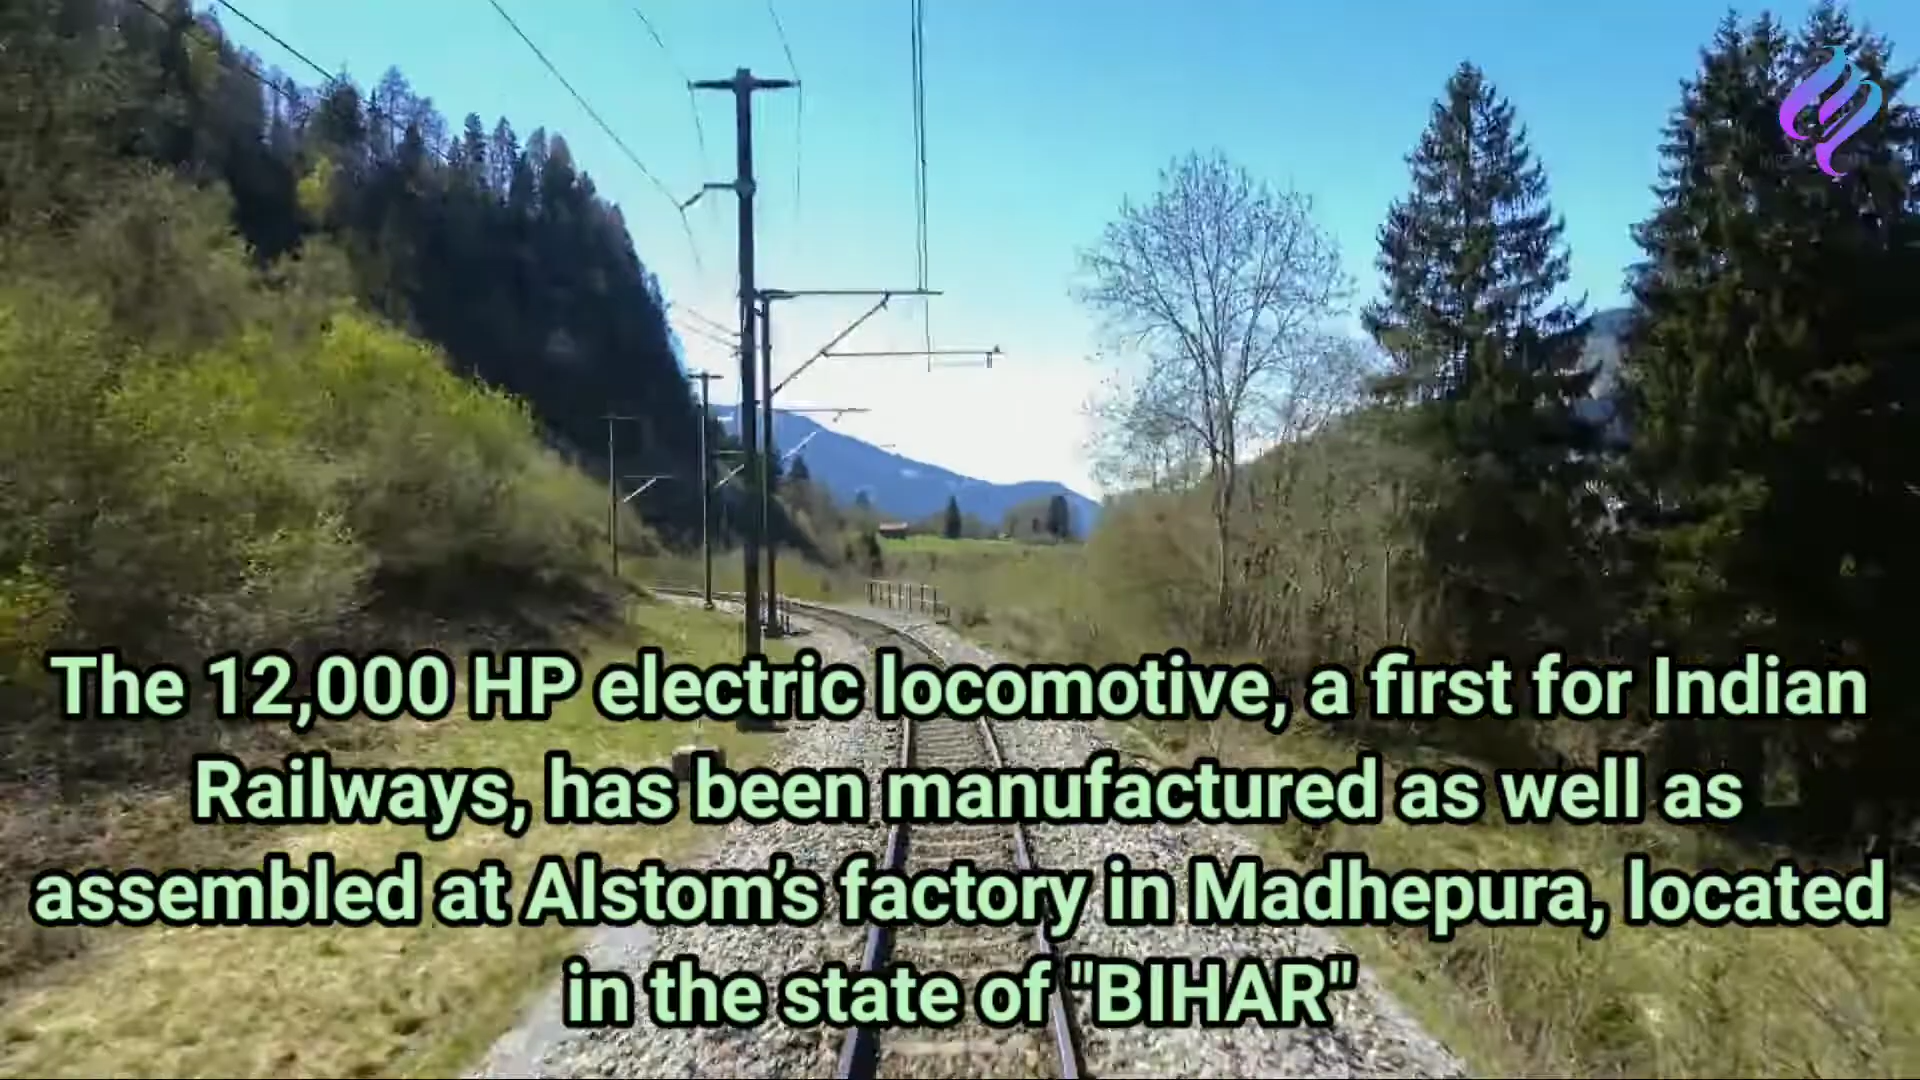 The 12,000 HP electric locomotive, a first for Indian
Railways, has been manufactured as well as
assembled at Alstom’s factory in Madhepura, located
in the state of "BIHAR"